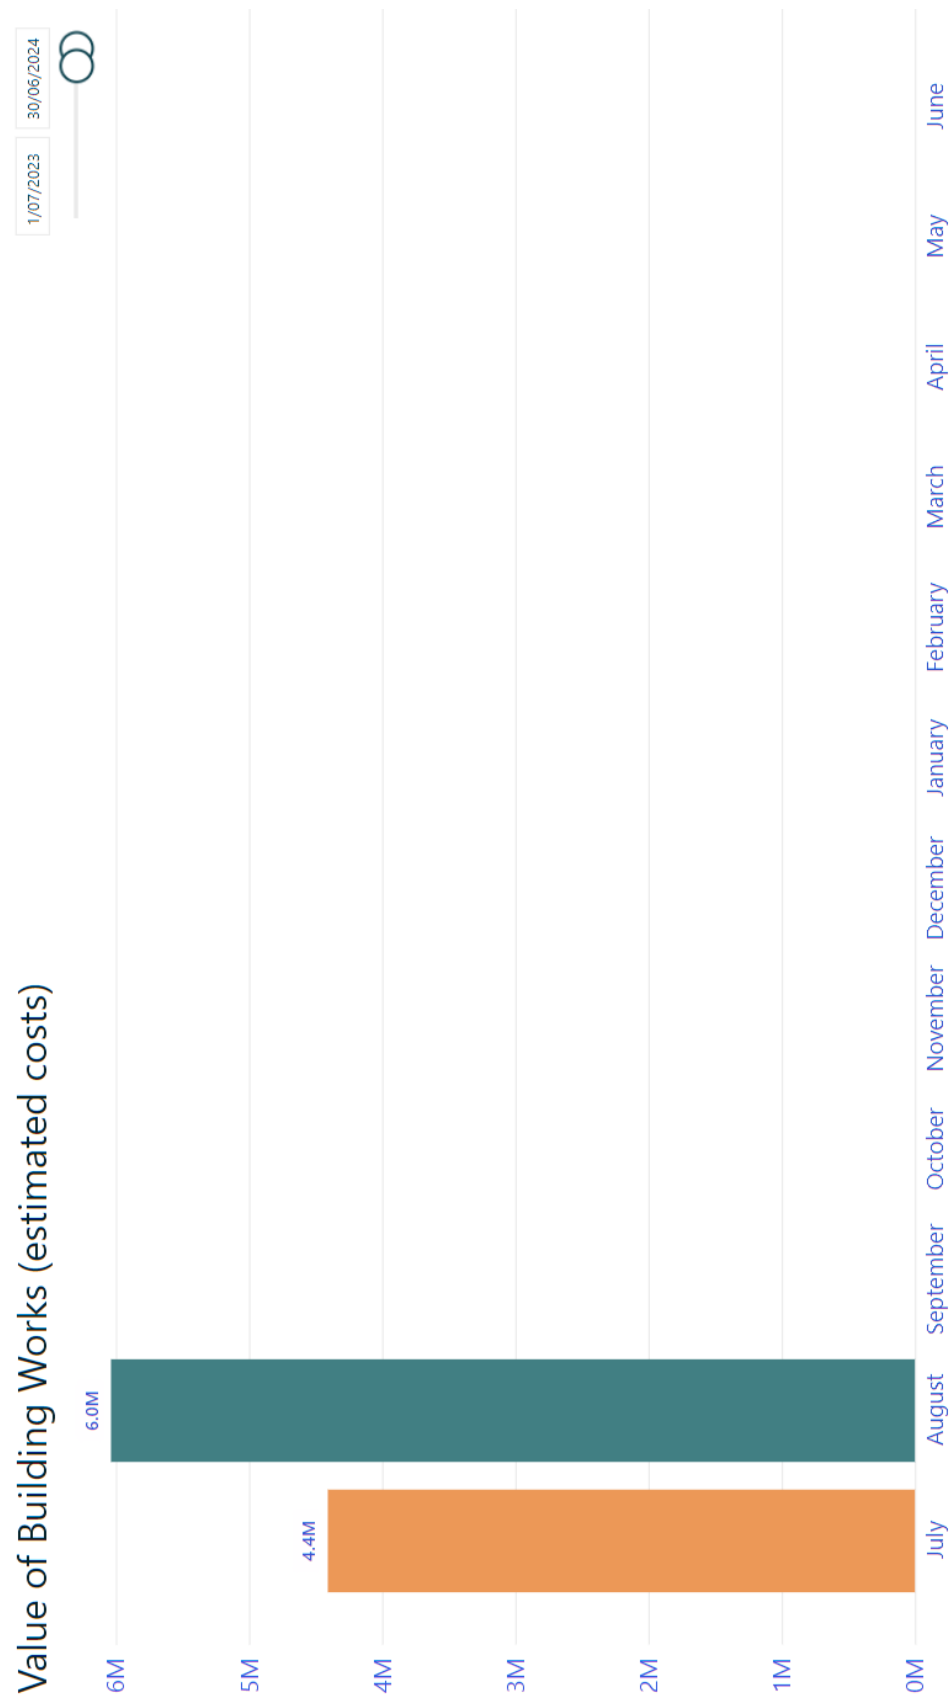 Value of Building Works (estimated costs)
1/07/2023 30/06/2024
6M
5M
4M
3M
2M
1M
0M
4.4M
6.0M
July August September October November December January February March April May June